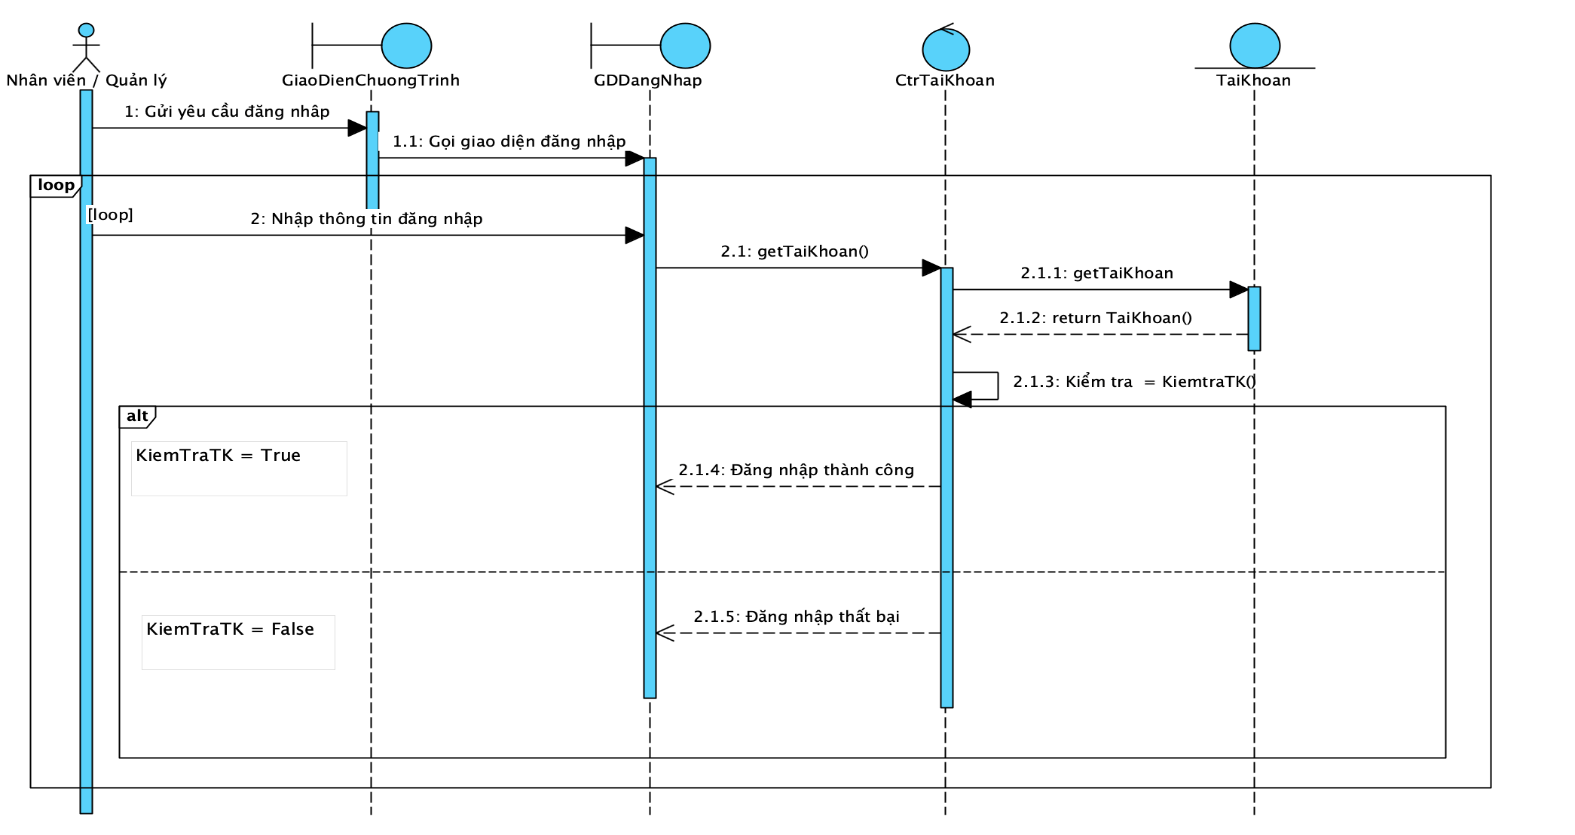 Nhân viên / Quản lý
GiaoDienChuongTrinh
GDDangNhap
CtrTaiKhoan
TaiKhoan
1: Gửi yêu cầu đăng nhâp
1.1: Gọi giao diện đăng nhập
loop
[loop]
2: Nhập thông tin đăng nhập
2.1: getTaiKhoan()
2.1.1: getTaiKhoan
2.1.2: return TaiKhoan()
2.1.3: Kiểm tra = KiemtraTK()
alt
KiemTraTK = True
2.1.4: Đăng nhập thành công
2.1.5: Đăng nhập thất bại
KiemTraTK = False